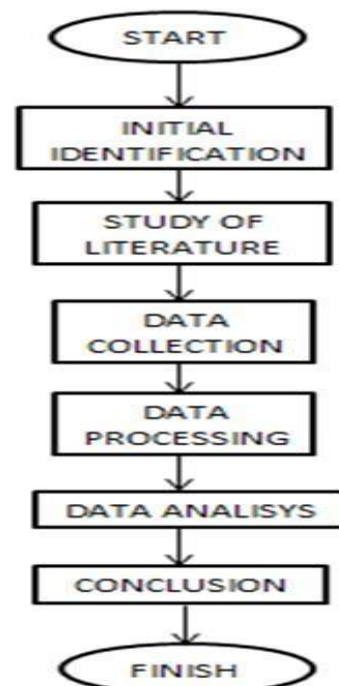 START
INITIAL
IDENTIFICATION
STUDY OF
LITERATURE
DATA
COLLECTION
DATA
PROCESSING
DATA ANALISYS
CONCLUSION
FINISH